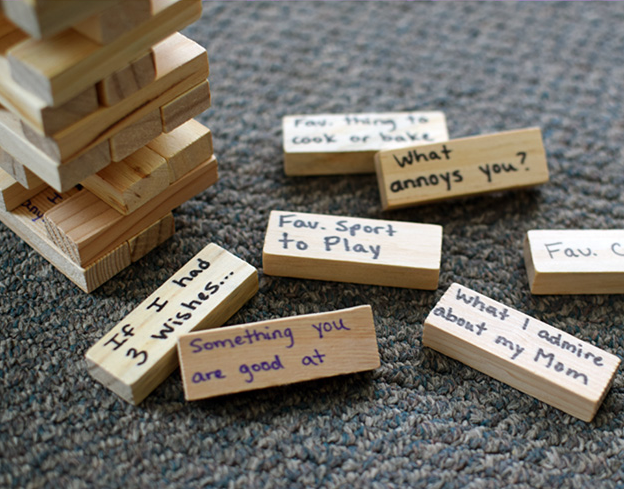 Fav. thing to
cook or bake
What
annoys you?
Fav. Sport
to Play
Fav. C
If I had
3 wishes...
Something you
are good at
What I admire
about my Mom
any